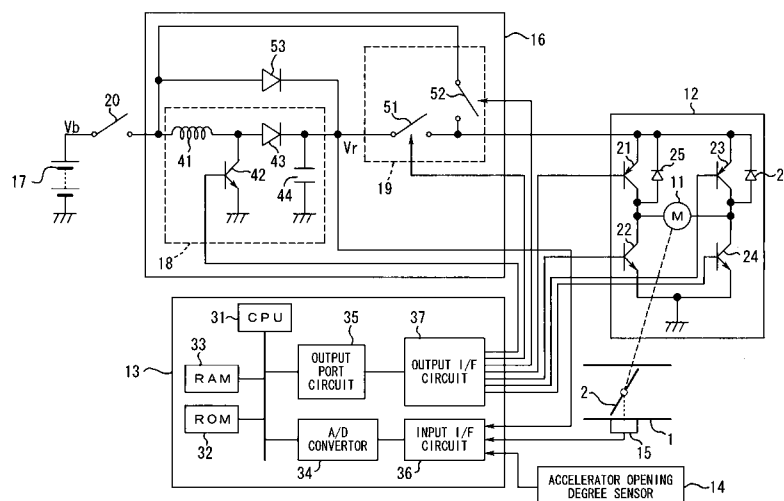 53
16
20
Vb
51
52
12
41
43
Vr
21
25
23
2
11
M
17
42
44
19
22
24
18
31
CPU
35
37
33
13
RAM
OUTPUT
PORT
CIRCUIT
OUTPUT I/F
CIRCUIT
2
ROM
A/D
CONVERTOR
INPUT I/F
CIRCUIT
1
15
32
34
36
ACCELERATOR OPENING
DEGREE SENSOR
14